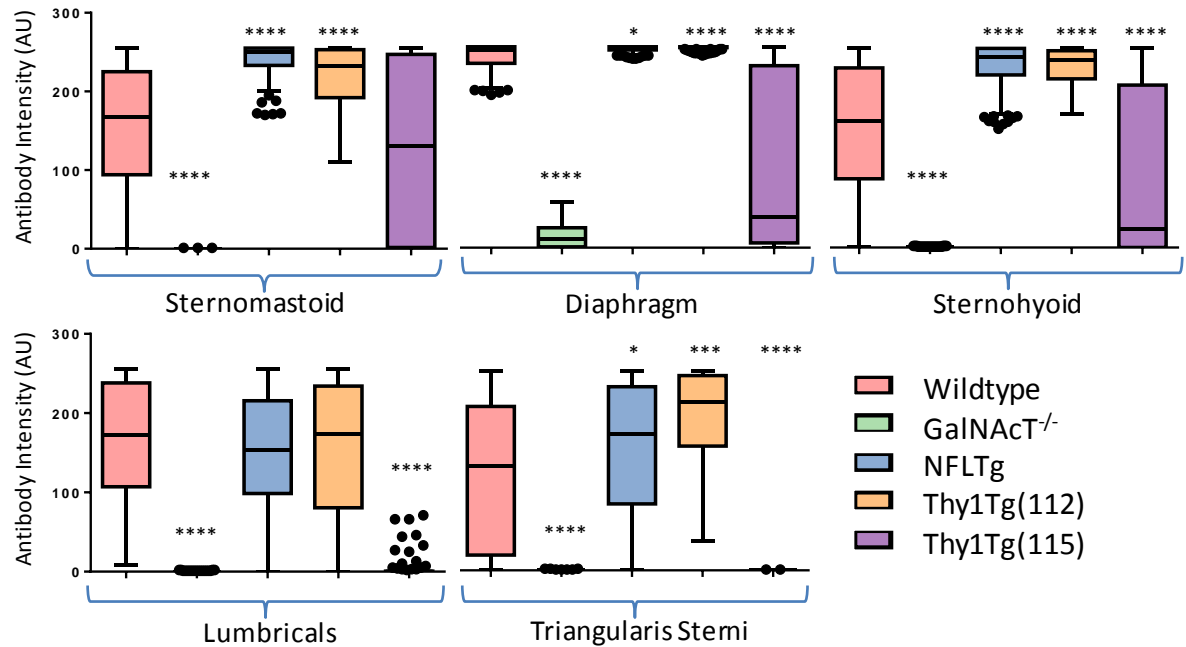 Antibody Intensity (AU)
300
200
100
0
****
****
****
*
****
****
****
****
****
****
****
Sternomastoid
Diaphragm
Sternohyoid
Antibody Intensity (AU)
300
200
100
0
****
****
****
*
***
****
Lumbricals
Triangularis Sterni
Wildtype
GalNAcT-/-
NFLTg
Thy1Tg(112)
Thy1Tg(115)